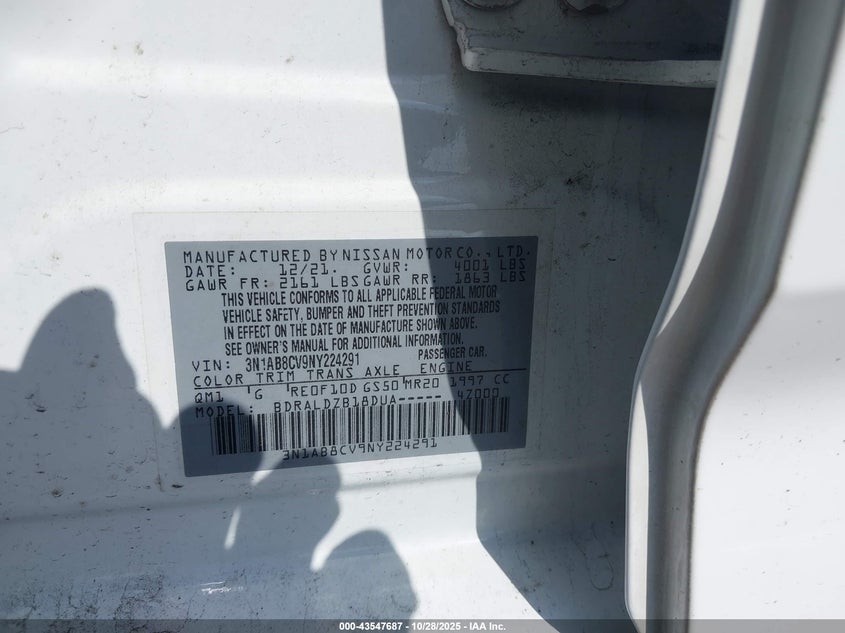 MANUFACTURED BY NISSAN MOTOR CO., LTD.
DATE: 12/21. GVWR: 4001 LBS
GAWR FR: 2161 LBS GAWR RR: 1863 LBS
THIS VEHICLE CONFORMS TO ALL APPLICABLE FEDERAL MOTOR
VEHICLE SAFETY, BUMPER AND THEFT PREVENTION STANDARDS
IN EFFECT ON THE DATE OF MANUFACTURE SHOWN ABOVE.
SEE OWNER'S MANUAL FOR ADDITIONAL INFORMATION.
VIN: 3N1AB8CV9NY224291 PASSENGER CAR.
COLOR TRIM TRANS AXLE ENGINE
QM1 G RE0F10D GS50 MR20 1997 CC
MODEL: BDRALDZB18DUA----- 4Z000
3N1AB8CV9NY224291
000-43547687 - 10/28/2025 - IAA Inc.